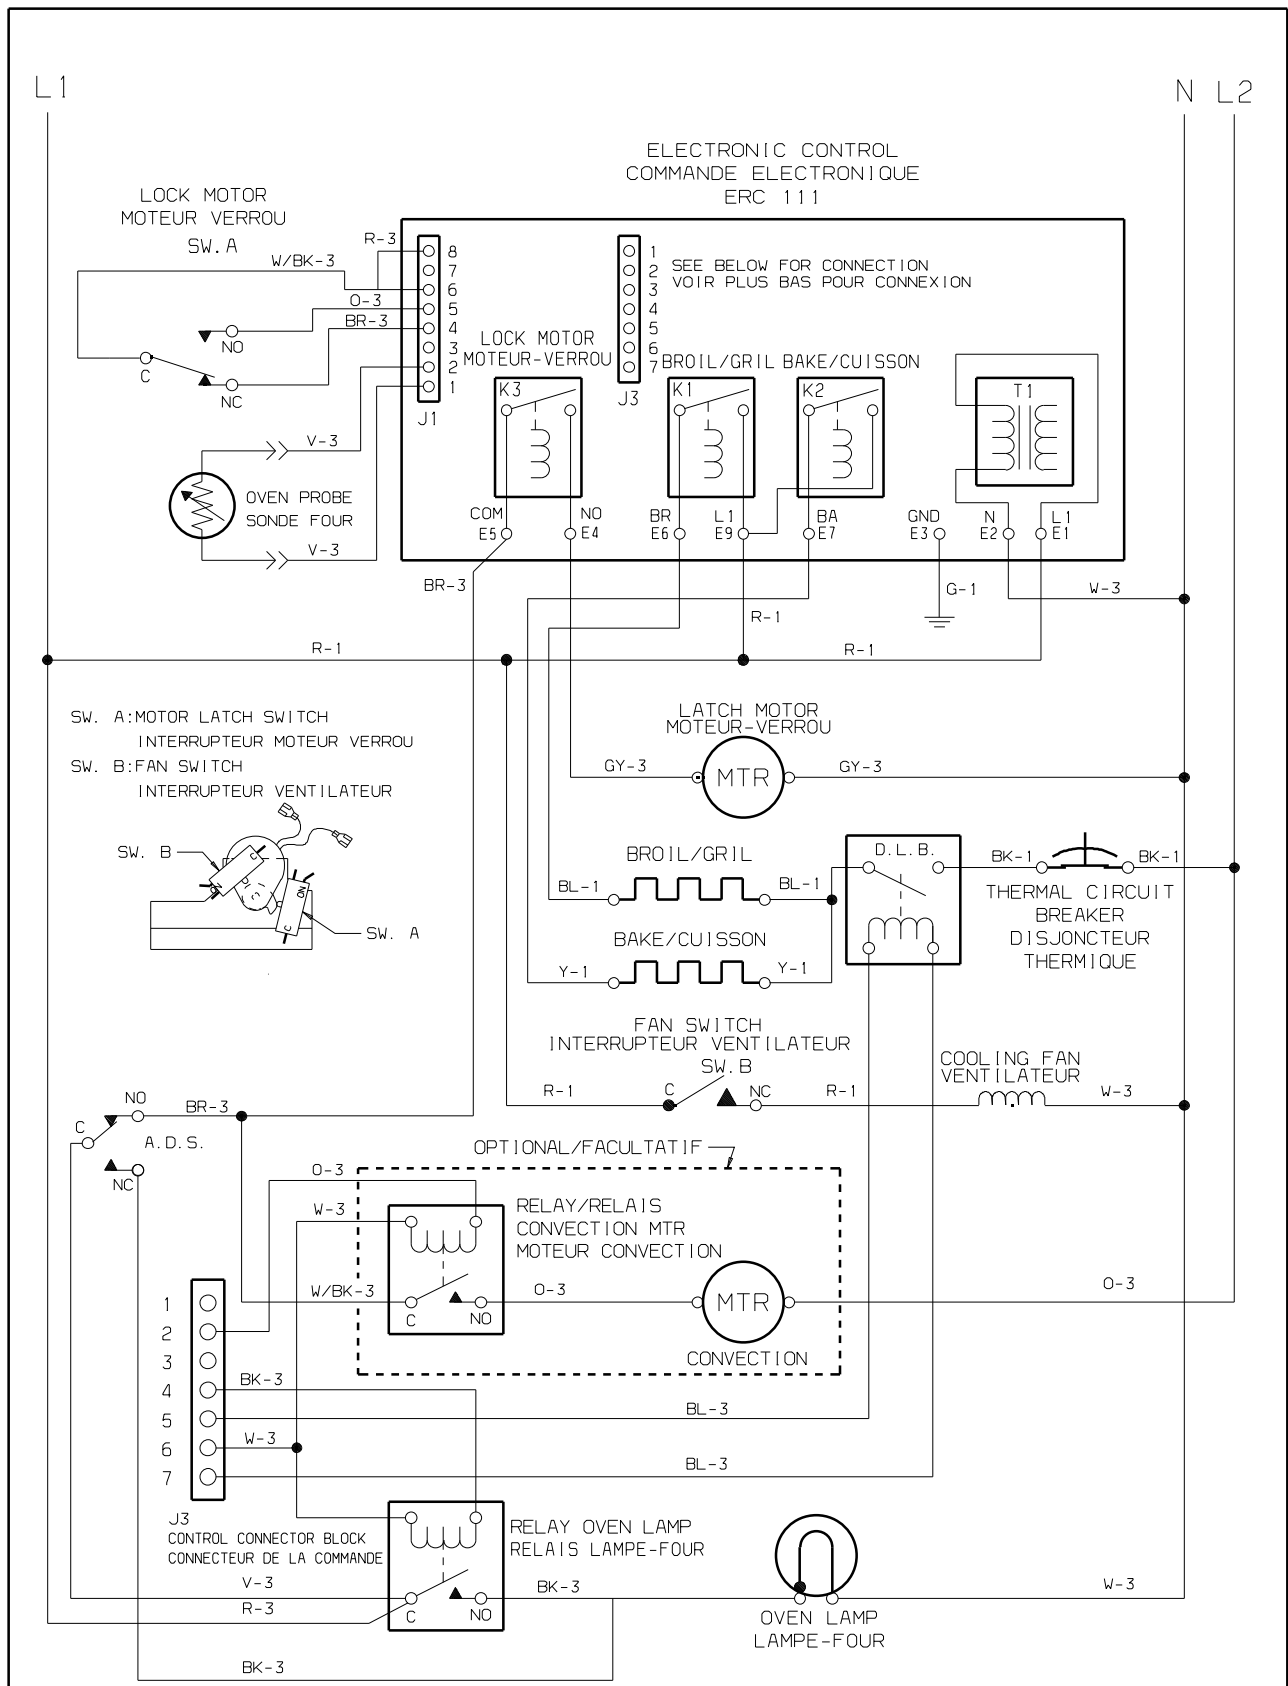 L1
N L2
ELECTRONIC CONTROL
COMMANDE ELECTRONIQUE
ERC 111
LOCK MOTOR
MOTEUR VERROU
SW.A
R-3
W/BK-3
O-3
BR-3
NO
C
NC
8
7
6
5
4
3
2
1
J1
1
2
3
4
5
6
7
J3
SEE BELOW FOR CONNECTION
VOIR PLUS BAS POUR CONNEXION
LOCK MOTOR
MOTEUR-VERROU
BROIL/GRIL BAKE/CUISSON
K3
K1
K2
T1
V-3
OVEN PROBE
SONDE FOUR
V-3
COM
E5
NO
E4
BR
E6
L1
E9
BA
E7
GND
E3
N
E2
L1
E1
BR-3
G-1
W-3
R-1
R-1
R-1
SW. A:MOTOR LATCH SWITCH
INTERRUPTEUR MOTEUR VERROU
SW. B:FAN SWITCH
INTERRUPTEUR VENTILATEUR
LATCH MOTOR
MOTEUR-VERROU
GY-3
MTR
GY-3
SW. B
C
NO
C
SW. A
BROIL/GRIL
BL-1
BL-1
D.L.B.
BK-1
BK-1
THERMAL CIRCUIT
BREAKER
DISJONCTEUR
THERMIQUE
BAKE/CUISSON
Y-1
Y-1
FAN SWITCH
INTERRUPTEUR VENTILATEUR
SW.B
R-1
C
NC
R-1
COOLING FAN
VENTILATEUR
W-3
NO
BR-3
C
A.D.S.
NC
OPTIONAL/FACULTATIF
O-3
W-3
RELAY/RELAIS
CONVECTION MTR
MOTEUR CONVECTION
W/BK-3
C
NO
O-3
MTR
O-3
CONVECTION
1
2
3
4
5
6
7
BK-3
BL-3
W-3
BL-3
J3
CONTROL CONNECTOR BLOCK
CONNECTEUR DE LA COMMANDE
RELAY OVEN LAMP
RELAIS LAMPE-FOUR
V-3
R-3
C
NO
BK-3
W-3
OVEN LAMP
LAMPE-FOUR
BK-3